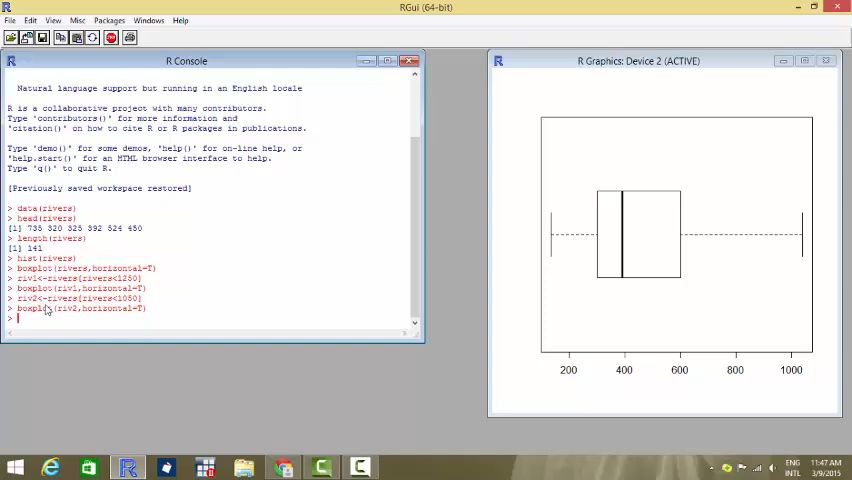 RGui (64-bit)
File Edit View Misc Packages Windows Help
STOP
R Console
Natural language support but running in an English locale
R is a collaborative project with many contributors.
Type 'contributors()' for more information and
'citation()' on how to cite R or R packages in publications.
Type 'demo()' for some demos, 'help()' for on-line help, or
'help.start()' for an HTML browser interface to help.
Type 'q()' to quit R.
[Previously saved workspace restored]
> data(rivers)
> head(rivers)
[1] 735 320 325 392 524 450
> length(rivers)
[1] 141
> hist(rivers)
> boxplot(rivers,horizontal=T)
> riv1<-rivers[rivers<1250]
> boxplot(riv1,horizontal=T)
> riv2<-rivers[rivers<1050]
> boxplot(riv2,horizontal=T)
>
R Graphics: Device 2 (ACTIVE)
200 400 600 800 1000
ENG
INTL
11:47 AM
3/9/2015